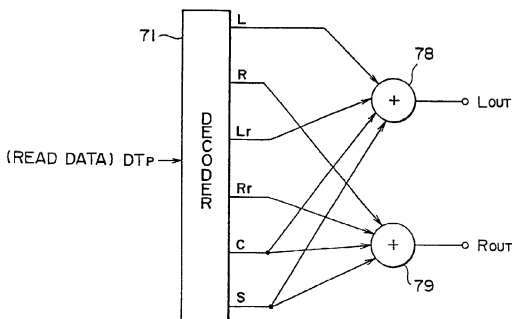 71
L
R
Lr
Rr
C
S
DECODER
(READ DATA) DTP
+
78
LOUT
+
79
ROUT